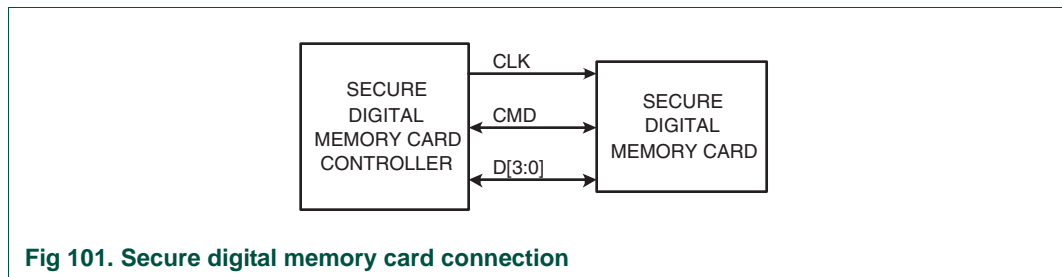 SECURE
DIGITAL
MEMORY CARD
CONTROLLER
CLK
CMD
D[3:0]
SECURE
DIGITAL
MEMORY CARD
Fig 101. Secure digital memory card connection